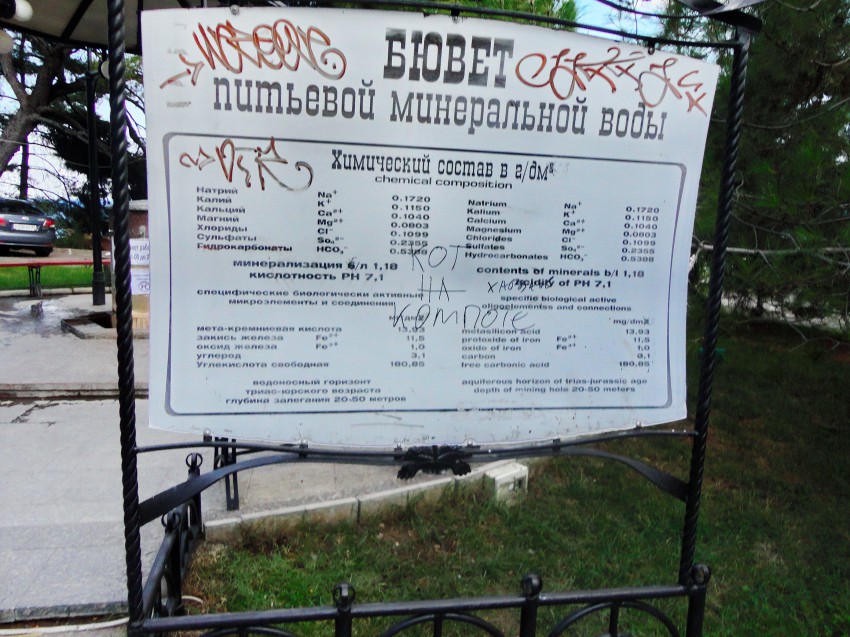 БЮВЕТ
питьевой минеральной воды
Химический состав в г/дм³
chemical composition
Натрий Na⁺ 0.1720
Калий K⁺ 0.1150
Кальций Ca²⁺ 0.1040
Магний Mg²⁺ 0.0803
Хлориды Cl⁻ 0.1099
Сульфаты So₄²⁻ 0.2355
Гидрокарбонаты HCO₃⁻ 0.5388
минерализация б/л 1,18
кислотность PH 7,1
специфические биологически активные
микроэлементы и соединения
мг/дм3
мета-кремниевая кислота 13,93
закись железа Fe²⁺ 11,5
оксид железа Fe³⁺ 1,0
углерод 3,1
Углекислота свободная 180,85
водоносный горизонт
триас-юрского возраста
глубина залегания 20-50 метров
Natrium Na⁺ 0.1720
Kalium K⁺ 0.1150
Calcium Ca²⁺ 0.1040
Magnesium Mg²⁺ 0.0803
Chlorides Cl⁻ 0.1099
Sulfates So₄²⁻ 0.2355
Hydrocarbonates HCO₃⁻ 0.5388
contents of minerals b/l 1,18
acidity of PH 7,1
specific biological active
oligoelements and connections
mg/dm3
metasilicon acid 13,93
protoxide of iron Fe²⁺ 11,5
oxide of iron Fe³⁺ 1,0
carbon 3,1
free carbonic acid 180,85
aquiferous horizon of trias-jurassic age
depth of mining hole 20-50 meters
КОТ
НА
компоте